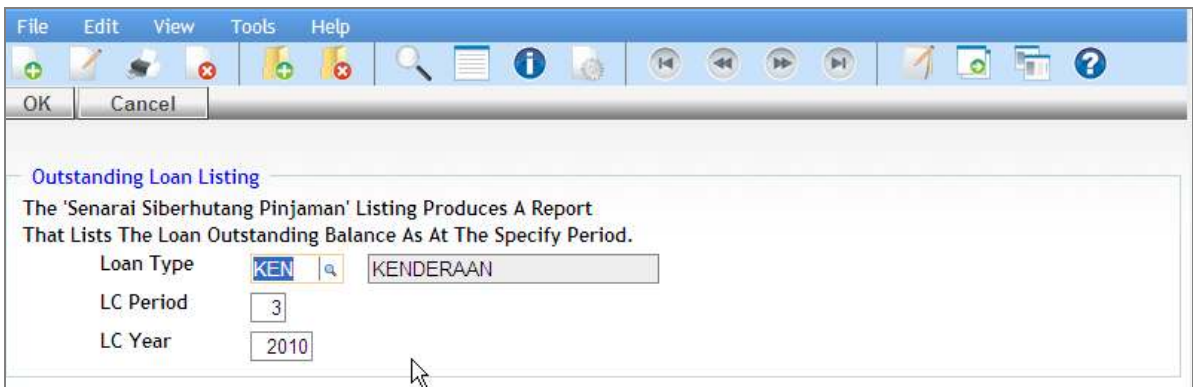 File Edit View Tools Help
OK Cancel
Outstanding Loan Listing
The 'Senarai Siberhutang Pinjaman' Listing Produces A Report
That Lists The Loan Outstanding Balance As At The Specify Period.
Loan Type KEN KENDERAAN
LC Period 3
LC Year 2010